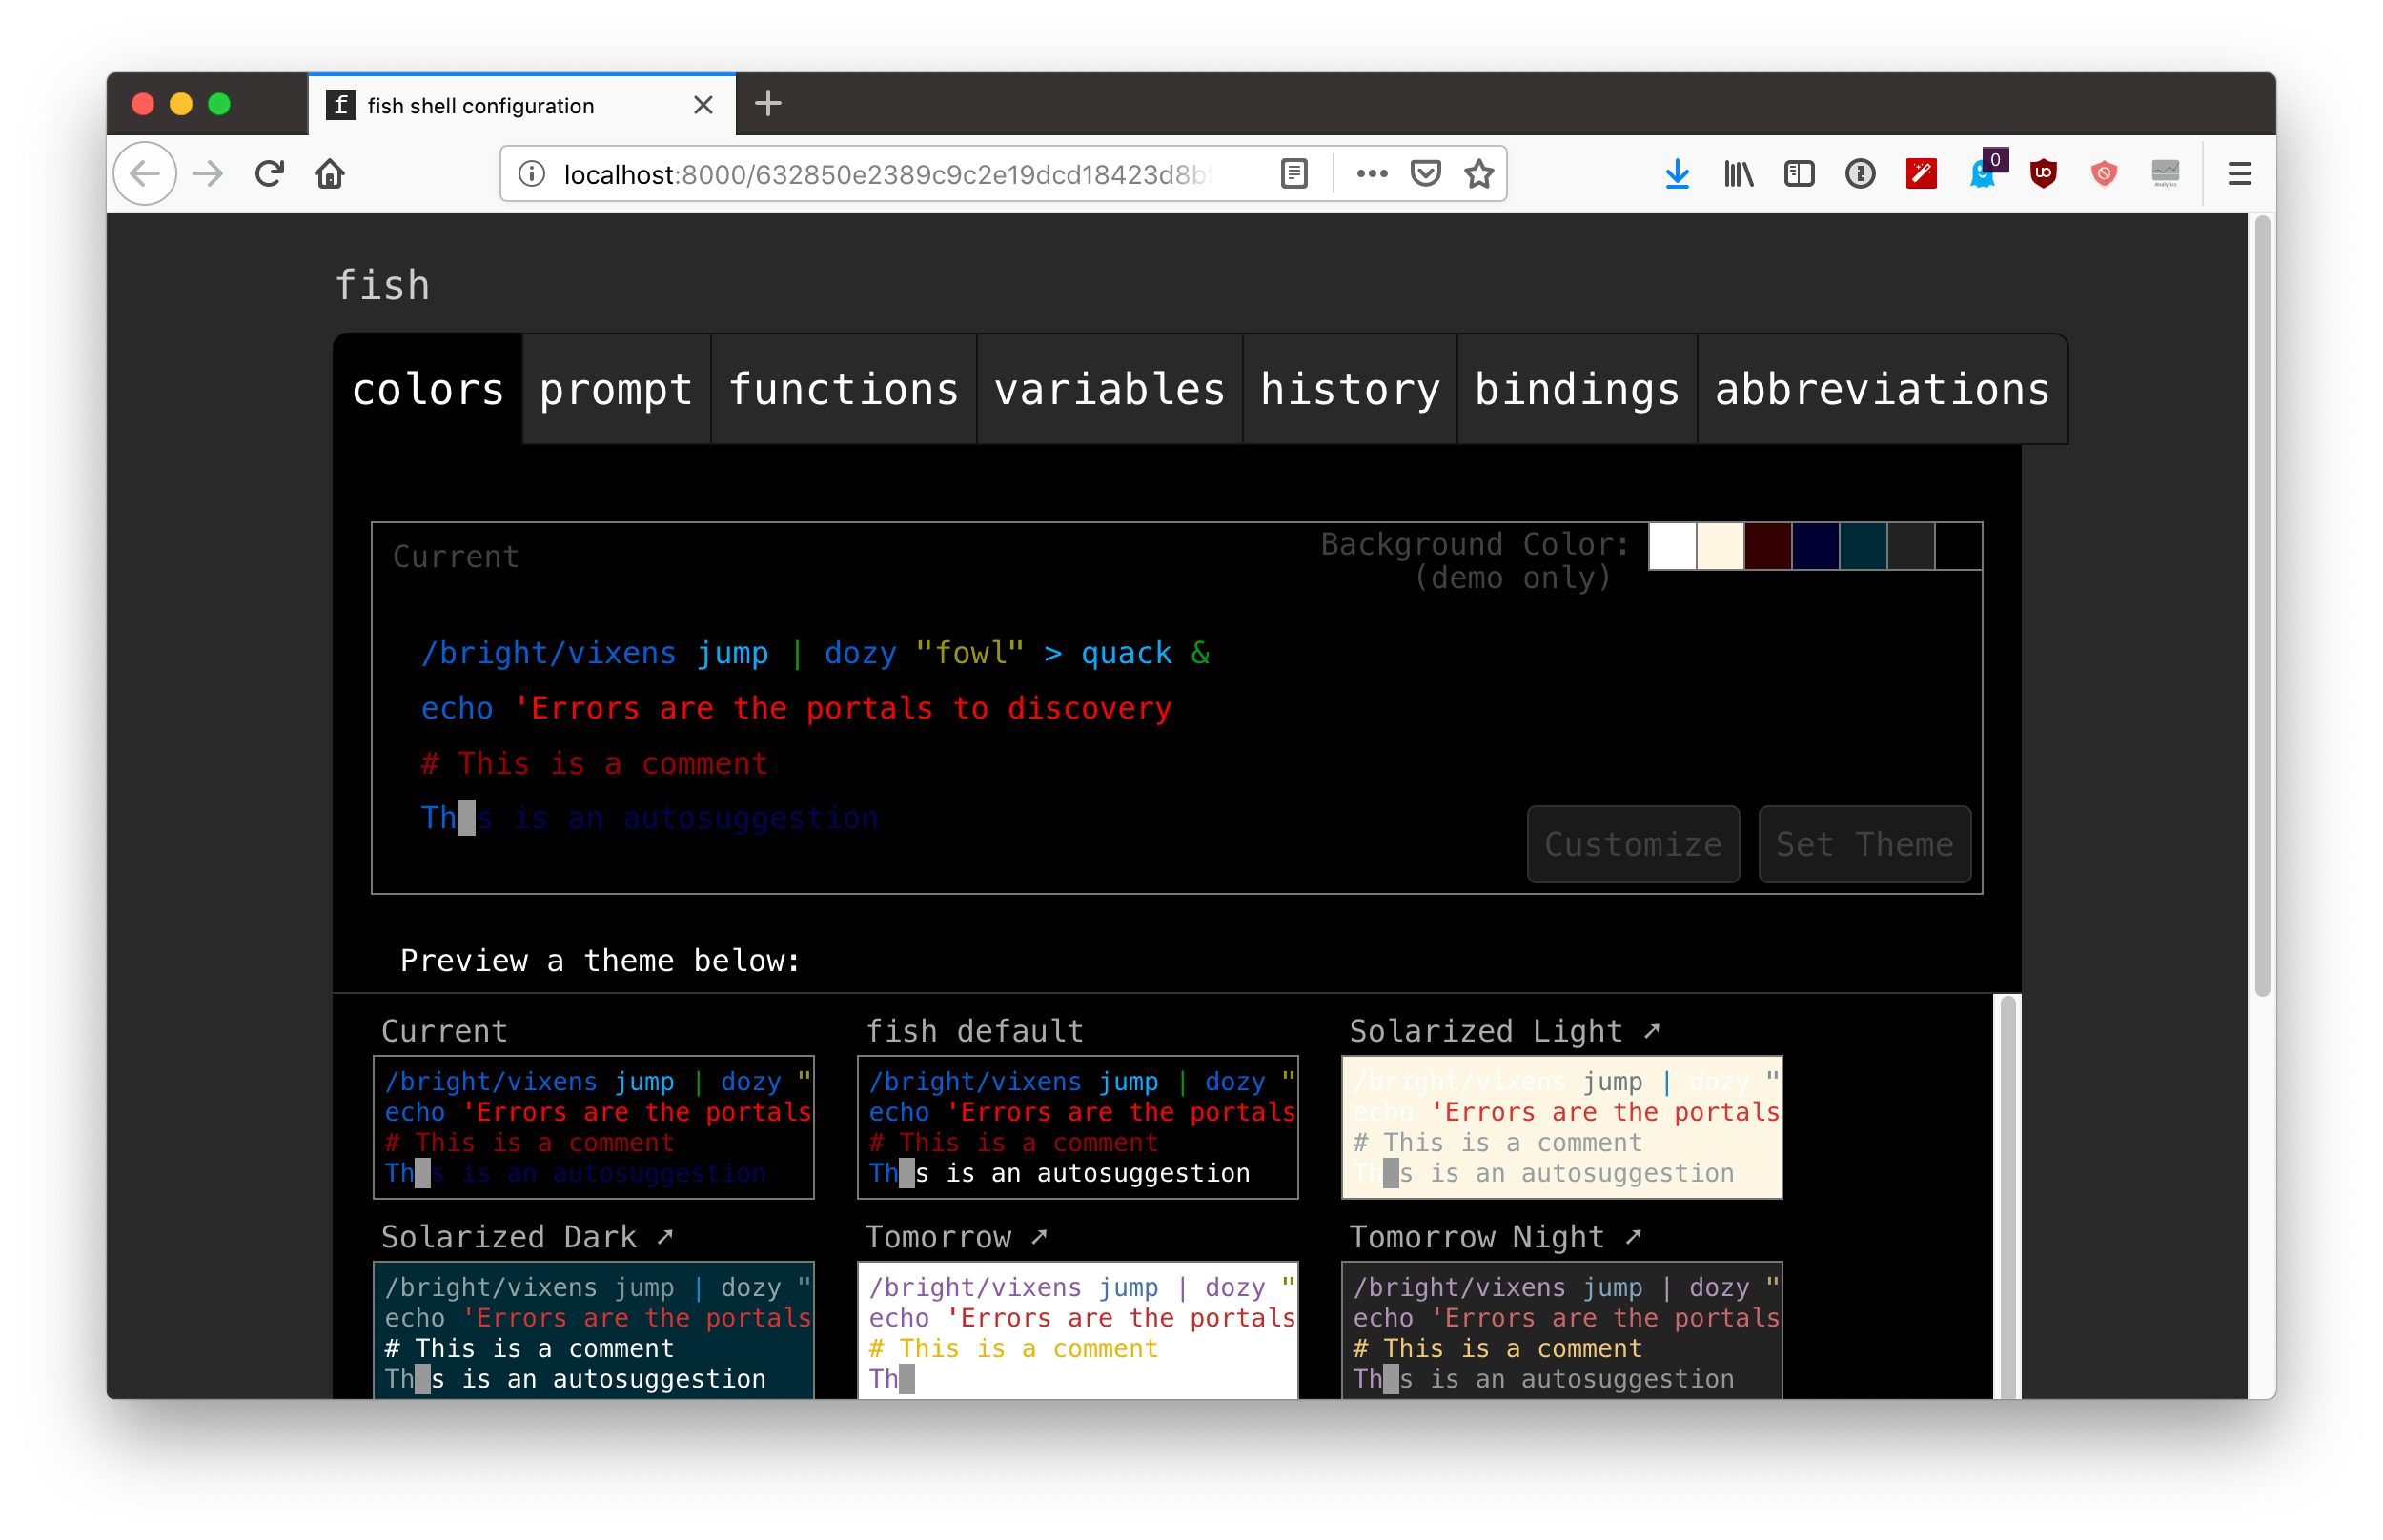 fish shell configuration
localhost:8000/632850e2389c9c2e19dcd18423d8b
0
Analytics
fish
colors prompt functions variables history bindings abbreviations
Current
Background Color:
(demo only)
/bright/vixens jump | dozy "fowl" > quack &
echo 'Errors are the portals to discovery
# This is a comment
Th s is an autosuggestion
Customize Set Theme
Preview a theme below:
Current
/bright/vixens jump | dozy "
echo 'Errors are the portals
# This is a comment
Th s is an autosuggestion
fish default
/bright/vixens jump | dozy "
echo 'Errors are the portals
# This is a comment
Th s is an autosuggestion
Solarized Light ➚
/bright/vixens jump | dozy "
echo 'Errors are the portals
# This is a comment
Th s is an autosuggestion
Solarized Dark ➚
/bright/vixens jump | dozy "
echo 'Errors are the portals
# This is a comment
Th s is an autosuggestion
Tomorrow ➚
/bright/vixens jump | dozy "
echo 'Errors are the portals
# This is a comment
Th
Tomorrow Night ➚
/bright/vixens jump | dozy "
echo 'Errors are the portals
# This is a comment
Th s is an autosuggestion